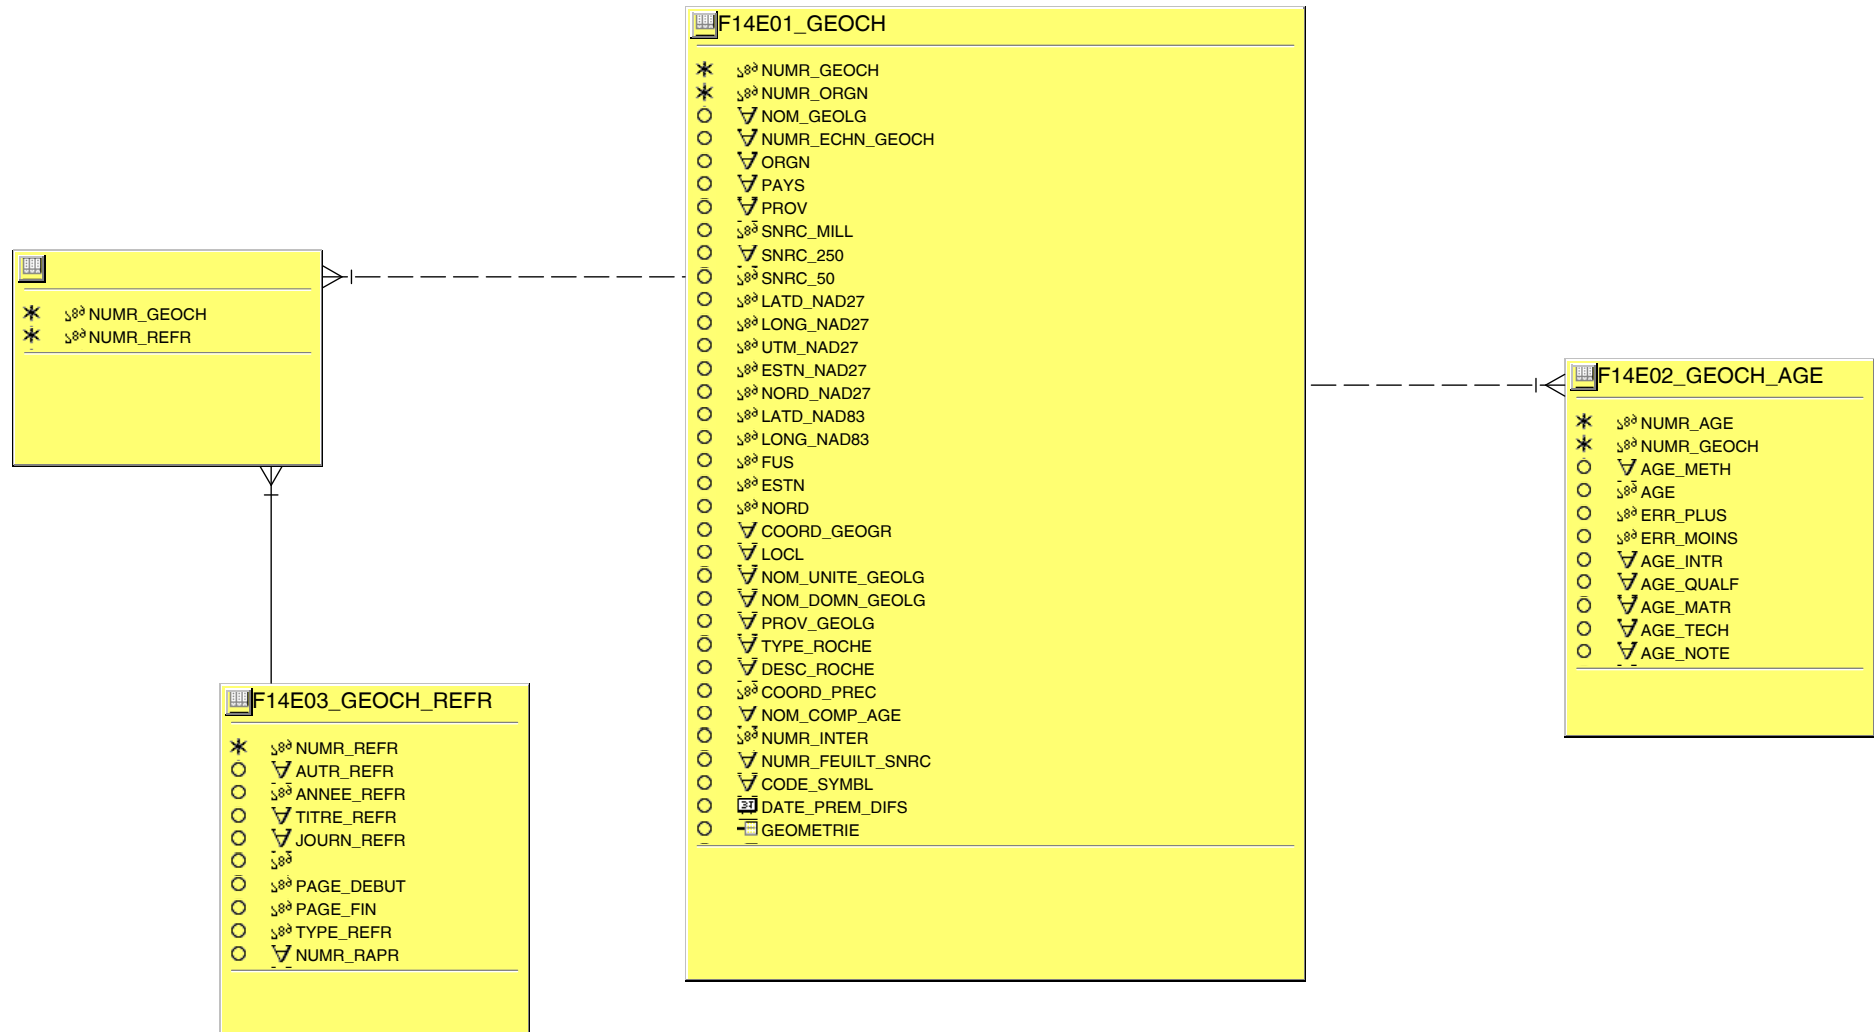 F14E01_GEOCH
NUMR_GEOCH
NUMR_ORGN
NOM_GEOLG
NUMR_ECHN_GEOCH
ORGN
PAYS
PROV
SNRC_MILL
SNRC_250
SNRC_50
LATD_NAD27
LONG_NAD27
UTM_NAD27
ESTN_NAD27
NORD_NAD27
LATD_NAD83
LONG_NAD83
FUS
ESTN
NORD
COORD_GEOGR
LOCL
NOM_UNITE_GEOLG
NOM_DOMN_GEOLG
PROV_GEOLG
TYPE_ROCHE
DESC_ROCHE
COORD_PREC
NOM_COMP_AGE
NUMR_INTER
NUMR_FEUILT_SNRC
CODE_SYMBL
DATE_PREM_DIFS
GEOMETRIE
NUMR_GEOCH
NUMR_REFR
F14E02_GEOCH_AGE
NUMR_AGE
NUMR_GEOCH
AGE_METH
AGE
ERR_PLUS
ERR_MOINS
AGE_INTR
AGE_QUALF
AGE_MATR
AGE_TECH
AGE_NOTE
F14E03_GEOCH_REFR
NUMR_REFR
AUTR_REFR
ANNEE_REFR
TITRE_REFR
JOURN_REFR
PAGE_DEBUT
PAGE_FIN
TYPE_REFR
NUMR_RAPR